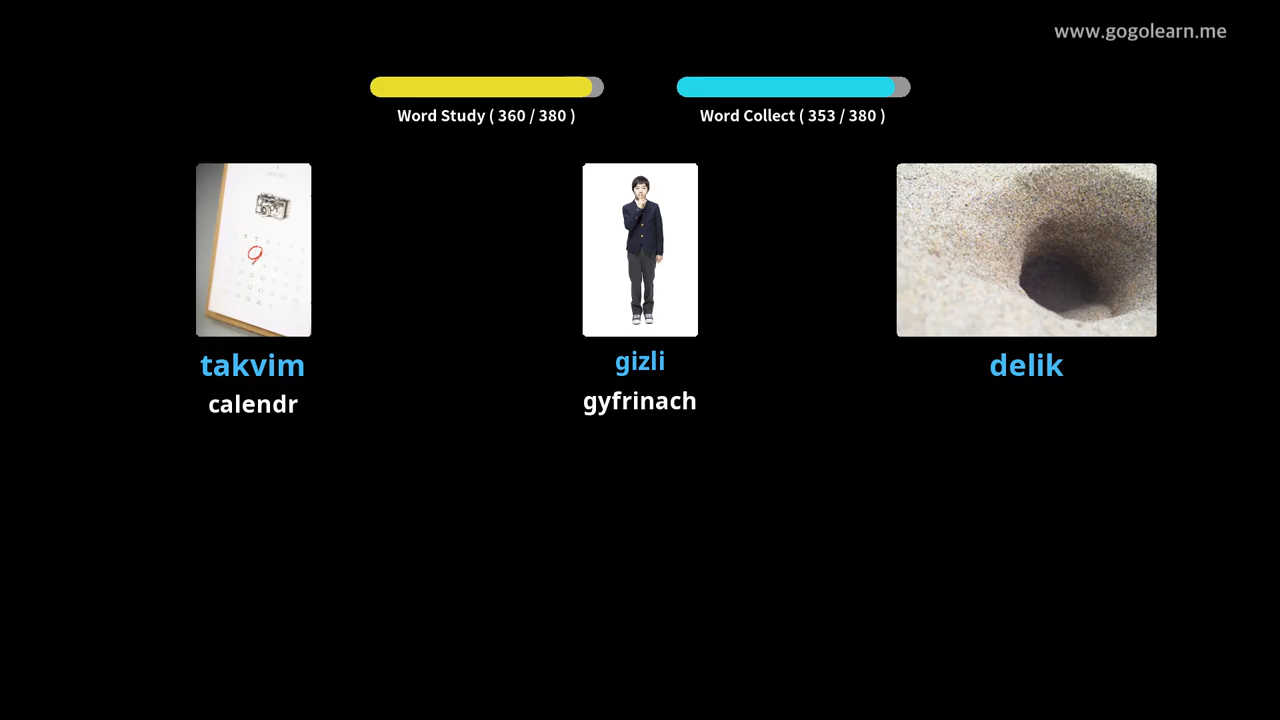 www.gogolearn.me
Word Study ( 360 / 380 )
Word Collect ( 353 / 380 )
takvim
calendr
gizli
gyfrinach
delik